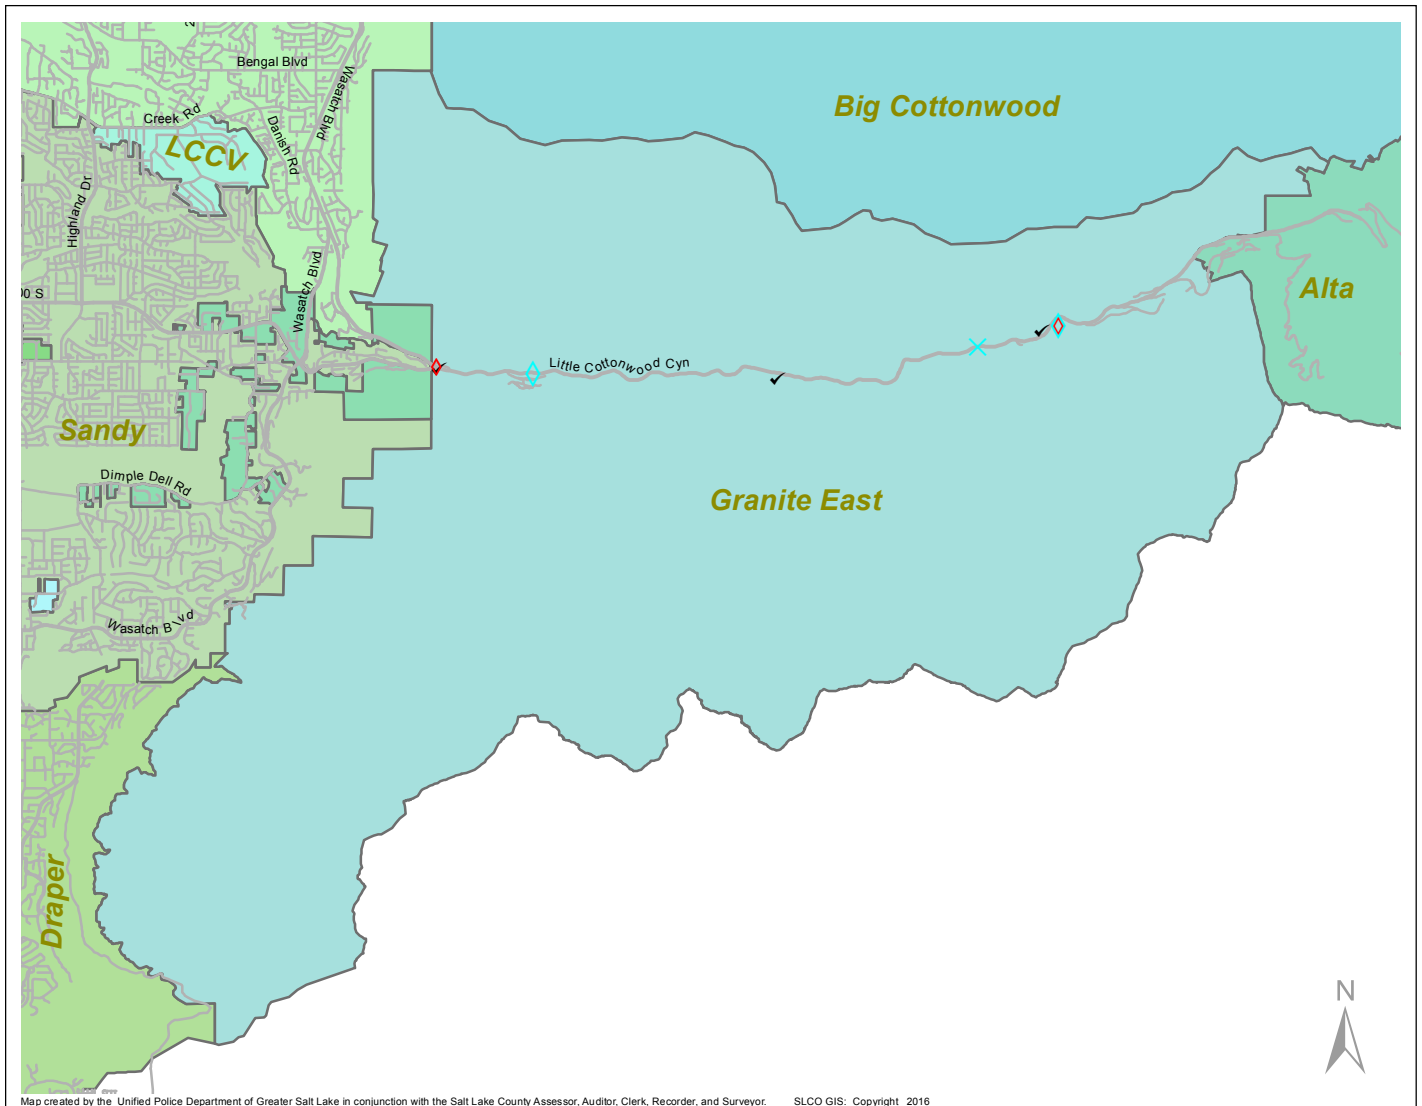 Bengal Blvd
Wasatch Blvd
Big Cottonwood
Creek Rd
Danish Rd
LCCV
Highland Dr
Wasatch Blvd
Alta
00 S
Little Cottonwood Cyn
Sandy
Dimple Dell Rd
Granite East
Wasatch Blvd
Draper
N
Map created by the Unified Police Department of Greater Salt Lake in conjunction with the Salt Lake County Assessor, Auditor, Clerk, Recorder, and Surveyor. SLCO GIS: Copyright 2016